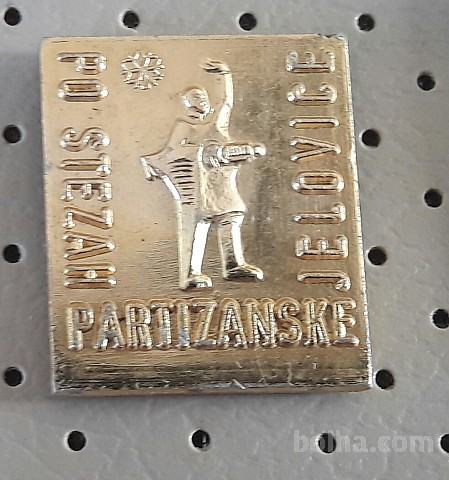 PO STEZAH
PARTIZANSKE
JELOVICE
bolha.com